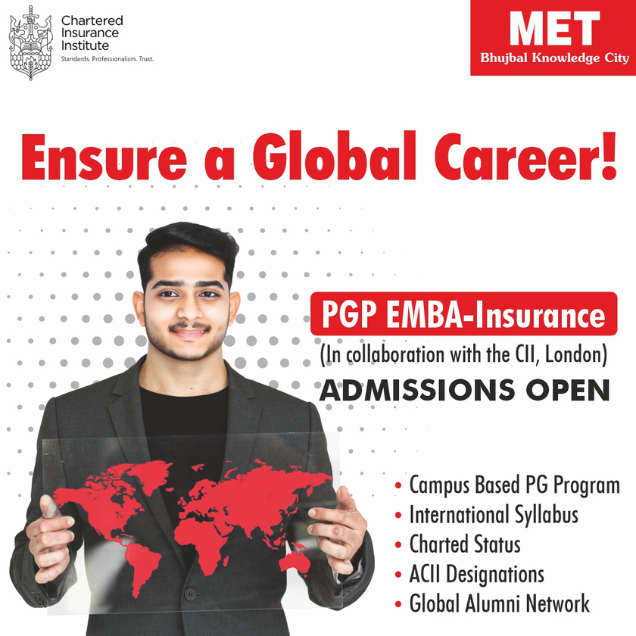 Chartered
Insurance
Institute
Standards. Professionalism. Trust.
MET
Bhujbal Knowledge City
Ensure a Global Career!
PGP EMBA-Insurance
(In collaboration with the CII, London)
ADMISSIONS OPEN
• Campus Based PG Program
• International Syllabus
• Charted Status
• ACII Designations
• Global Alumni Network